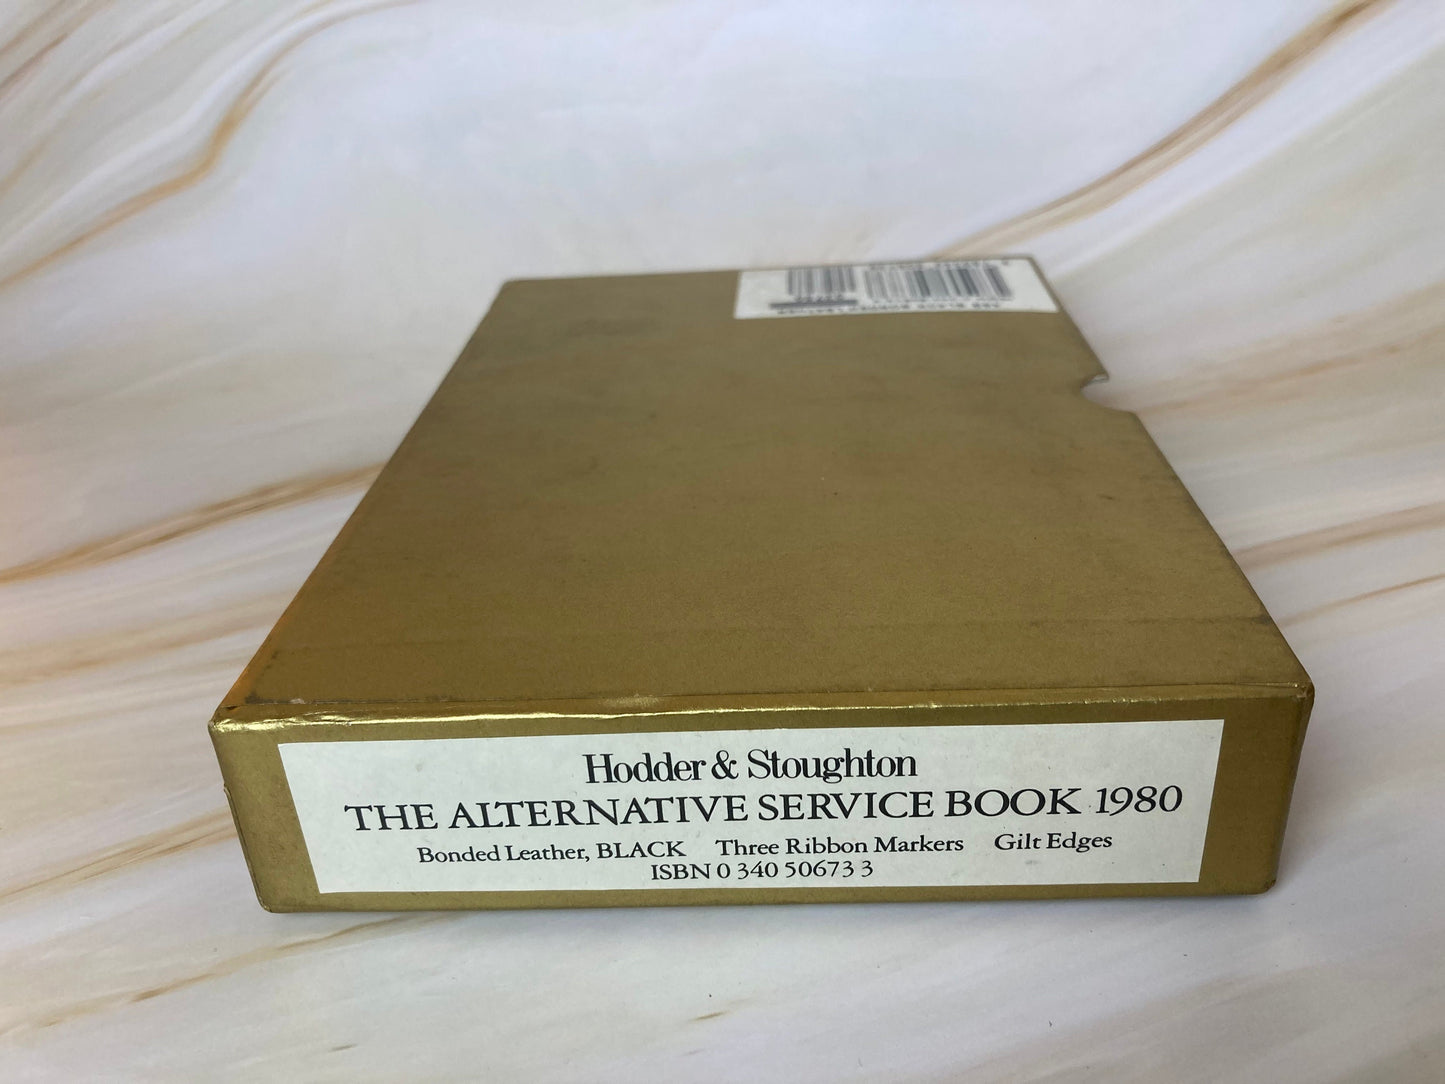 Hodder & Stoughton
THE ALTERNATIVE SERVICE BOOK 1980
Bonded Leather, BLACK Three Ribbon Markers Gilt Edges
ISBN 0 340 50673 3